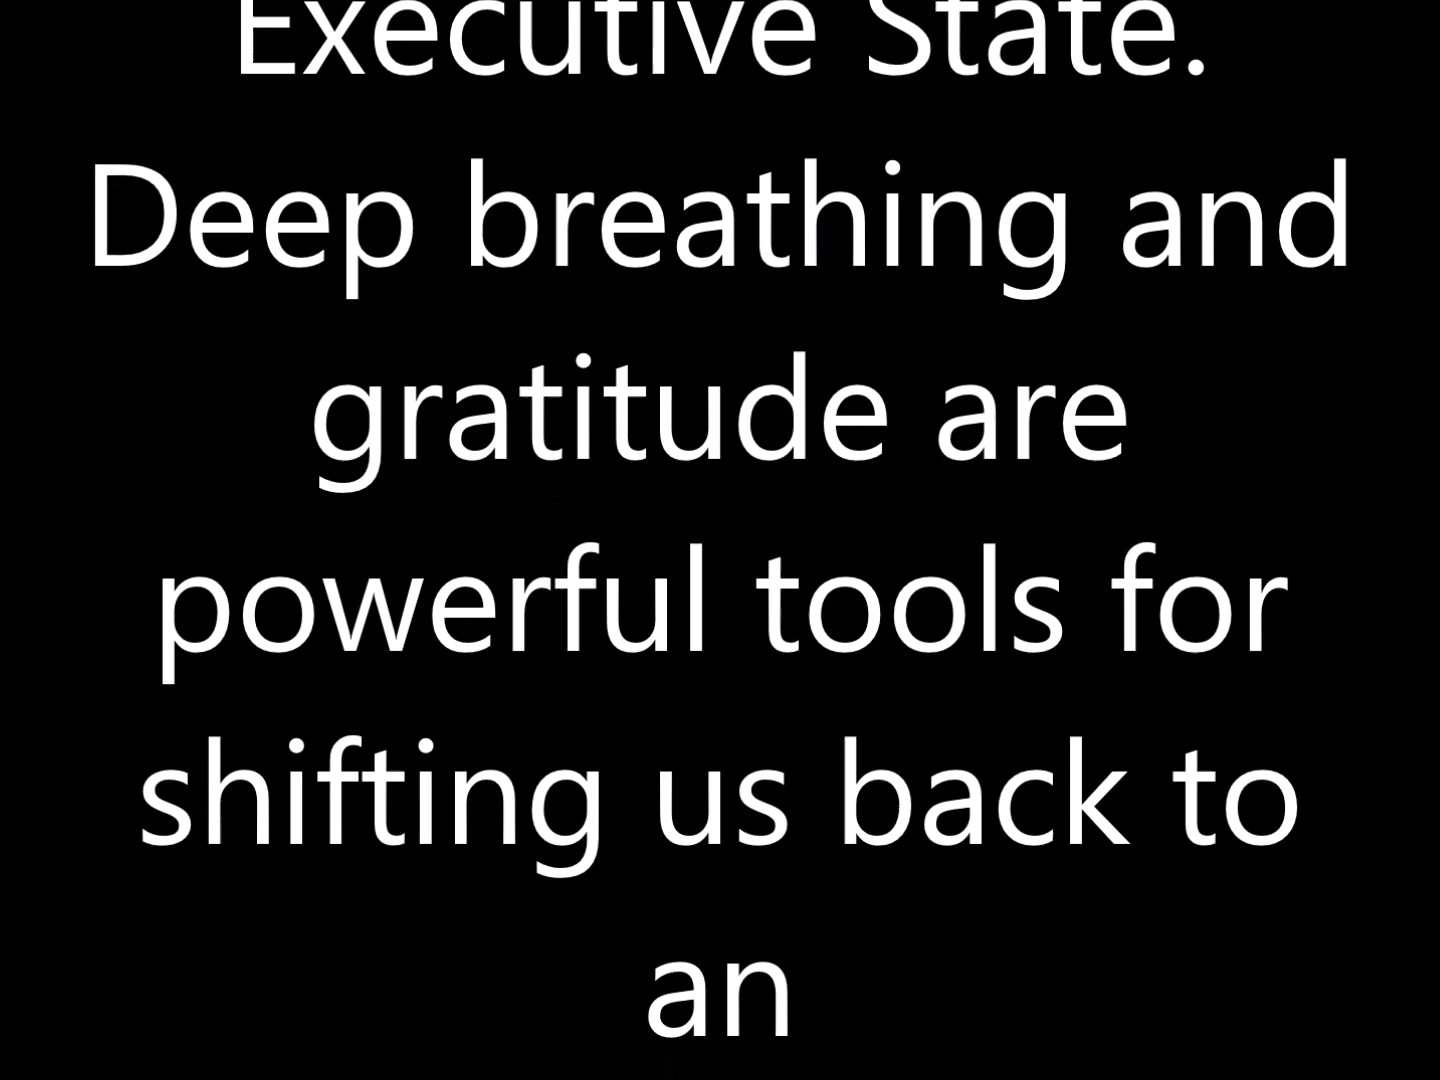 Executive State.
Deep breathing and
gratitude are
powerful tools for
shifting us back to
an